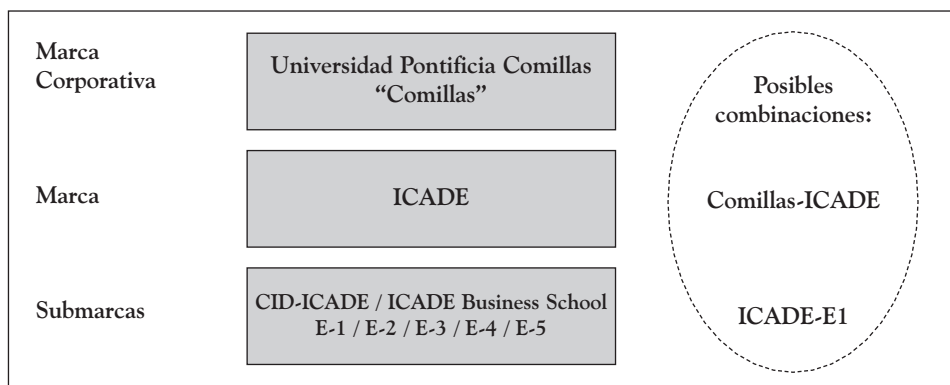 Marca
Corporativa
Universidad Pontificia Comillas
“Comillas”
Posibles
combinaciones:
Marca
ICADE
Comillas-ICADE
Submarcas
CID-ICADE / ICADE Business School
E-1 / E-2 / E-3 / E-4 / E-5
ICADE-E1